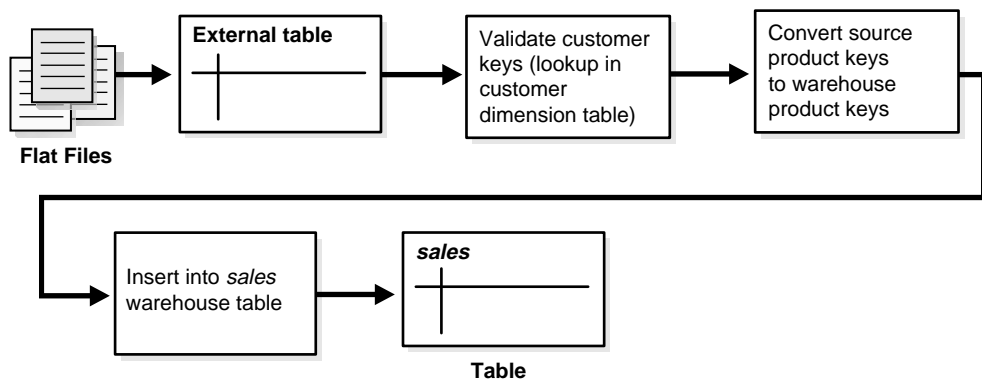 External table
Validate customer
keys (lookup in
customer
dimension table)
Convert source
product keys
to warehouse
product keys
Flat Files
Insert into sales
warehouse table
sales
Table